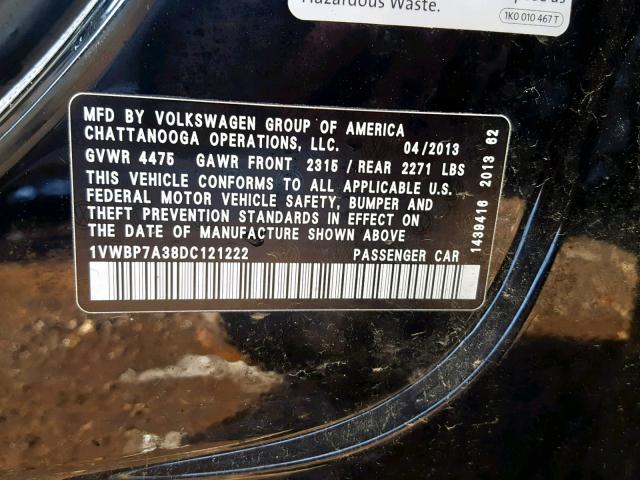 Hazardous Waste.
1K0 010 467 T
MFD BY VOLKSWAGEN GROUP OF AMERICA
CHATTANOOGA OPERATIONS, LLC. 04/2013
GVWR 4475 GAWR FRONT 2315 / REAR 2271 LBS
THIS VEHICLE CONFORMS TO ALL APPLICABLE U.S.
FEDERAL MOTOR VEHICLE SAFETY, BUMPER AND
THEFT PREVENTION STANDARDS IN EFFECT ON
THE DATE OF MANUFACTURE SHOWN ABOVE
1VWBP7A38DC121222 PASSENGER CAR
1439416 2013 62